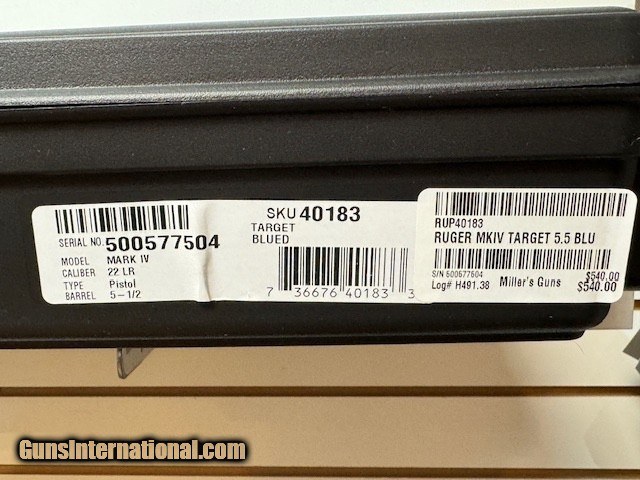 SERIAL NO. 500577504
MODEL MARK IV
CALIBER 22 LR
TYPE Pistol
BARREL 5-1/2
SKU 40183
TARGET
BLUED
7 36676 40183 3
RUP40183
RUGER MKIV TARGET 5.5 BLU
S/N 500577504
$540.00
Log# H491.38 Miller's Guns $540.00
GunsInternational.com